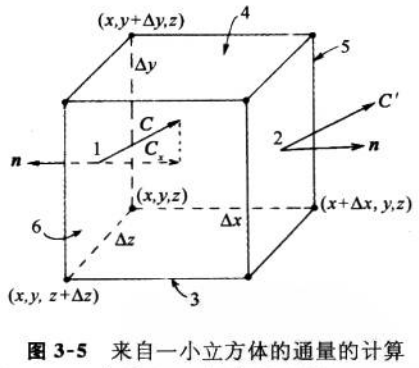 (x,y+Δy,z)
4
5
Δy
C
C′
1
Cₓ
2
n
n
(x,y,z)
(x+Δx, y,z)
6
Δz
Δx
(x,y, z+Δz)
3
图 3-5 来自一小立方体的通量的计算